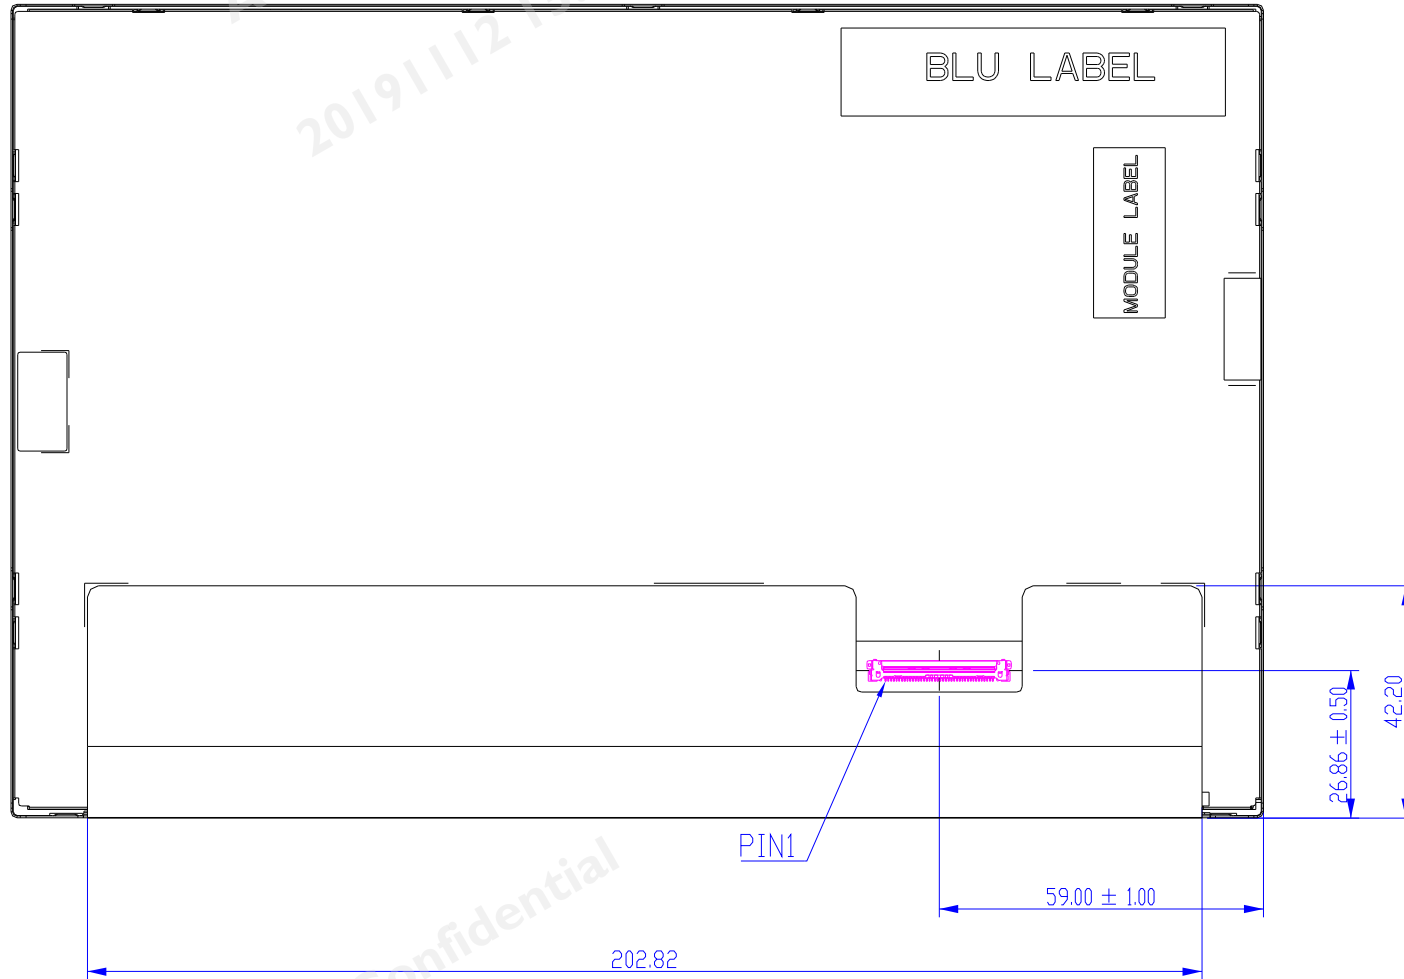 20191112
BLU LABEL
MODULE LABEL
42.20
26.86 ± 0.50
PIN1
59.00 ± 1.00
202.82
Confidential